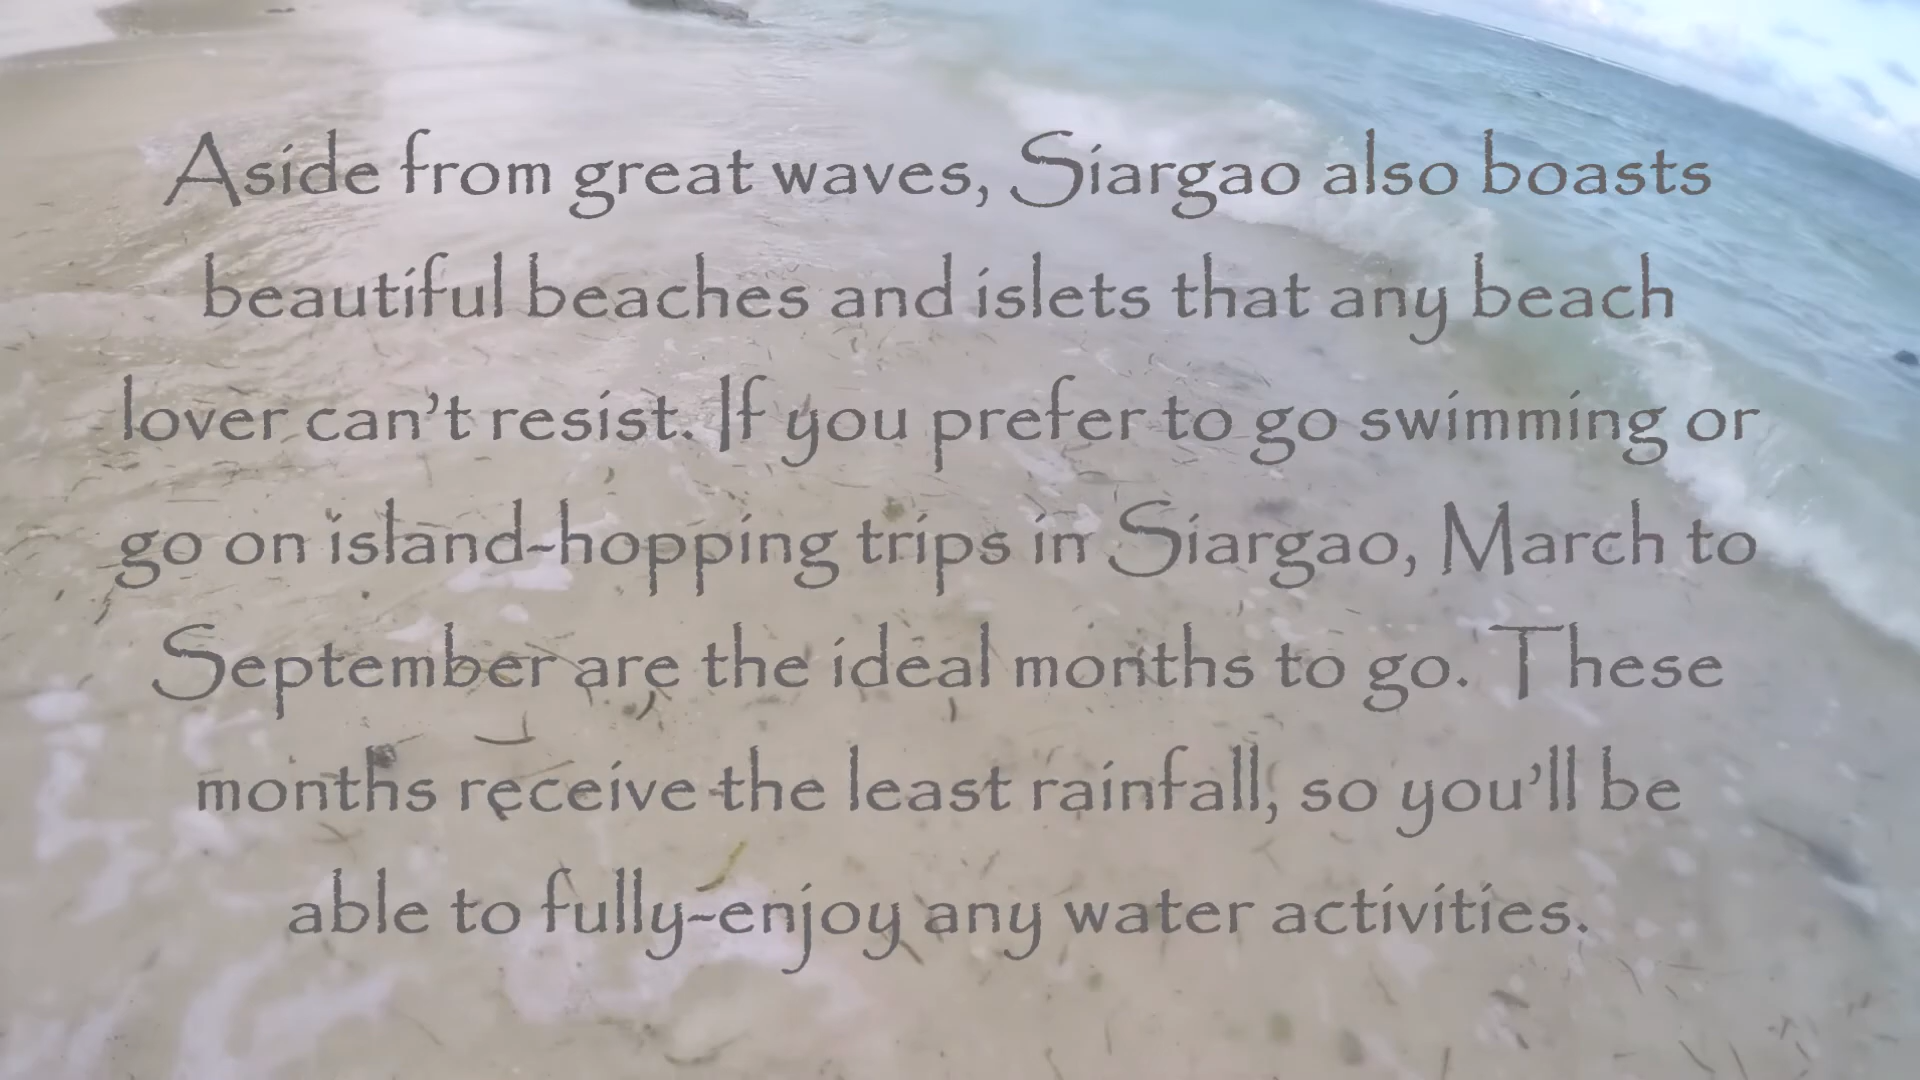 Aside from great waves, Siargao also boasts
beautiful beaches and islets that any beach
lover can’t resist. If you prefer to go swimming or
go on island-hopping trips in Siargao, March to
September are the ideal months to go. These
months receive the least rainfall, so you’ll be
able to fully-enjoy any water activities.